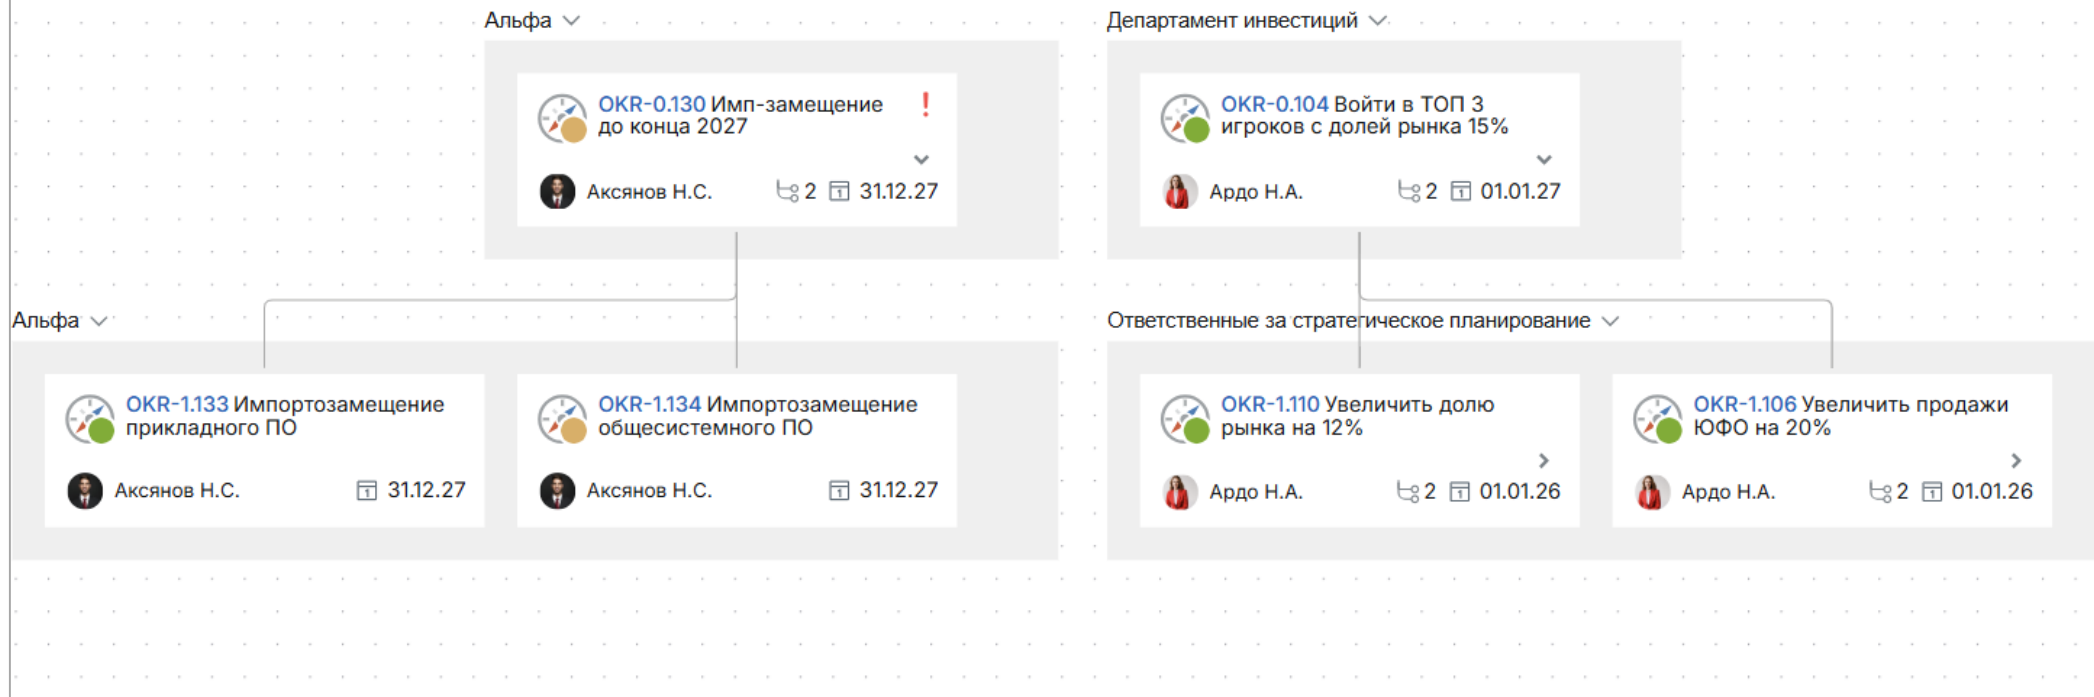 Альфа
Департамент инвестиций
OKR-0.130 Имп-замещение
до конца 2027
Аксянов Н.С. 2 31.12.27
OKR-0.104 Войти в ТОП 3
игроков с долей рынка 15%
Ардо Н.А. 2 01.01.27
Альфа
Ответственные за стратегическое планирование
OKR-1.133 Импортозамещение
прикладного ПО
Аксянов Н.С. 31.12.27
OKR-1.134 Импортозамещение
общесистемного ПО
Аксянов Н.С. 31.12.27
OKR-1.110 Увеличить долю
рынка на 12%
Ардо Н.А. 2 01.01.26
OKR-1.106 Увеличить продажи
ЮФО на 20%
Ардо Н.А. 2 01.01.26